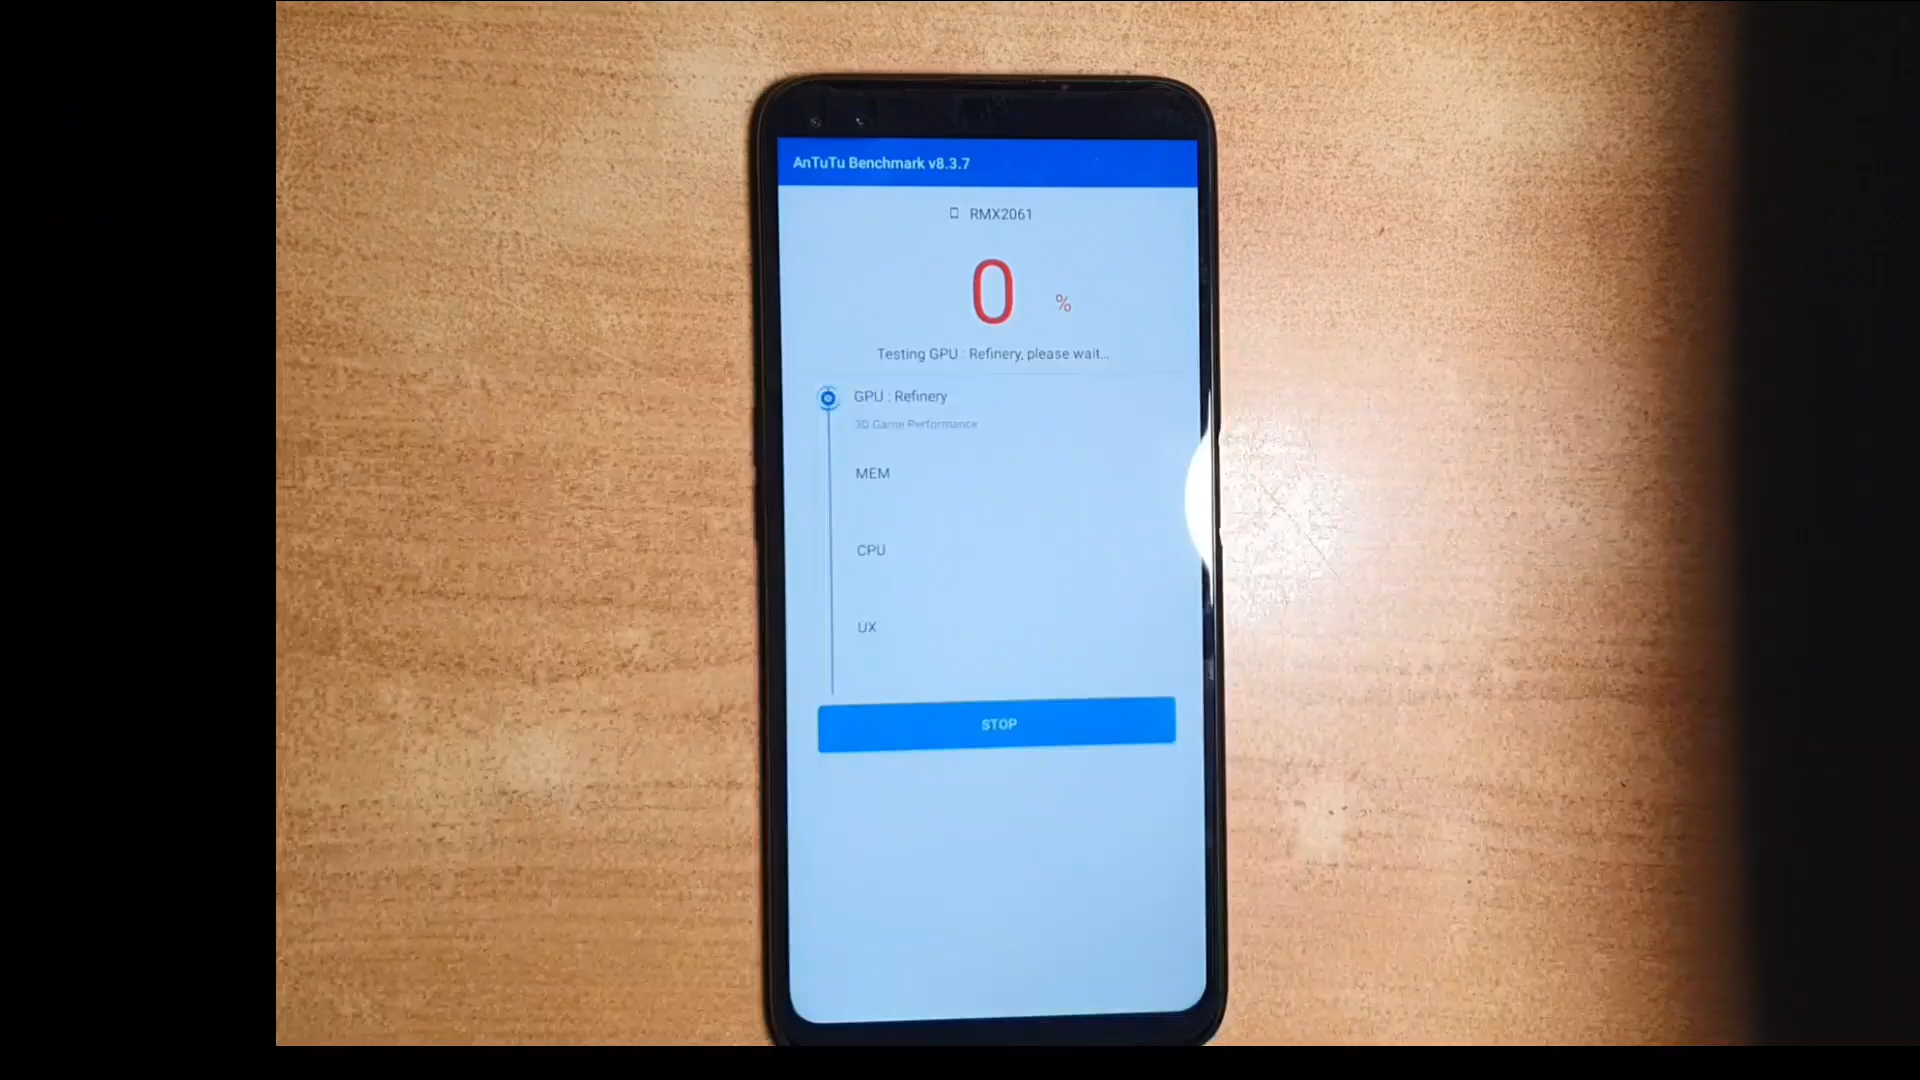 AnTuTu Benchmark v8.3.7
RMX2061
0 %
Testing GPU : Refinery, please wait...
GPU : Refinery
3D Game Performance
MEM
CPU
UX
STOP